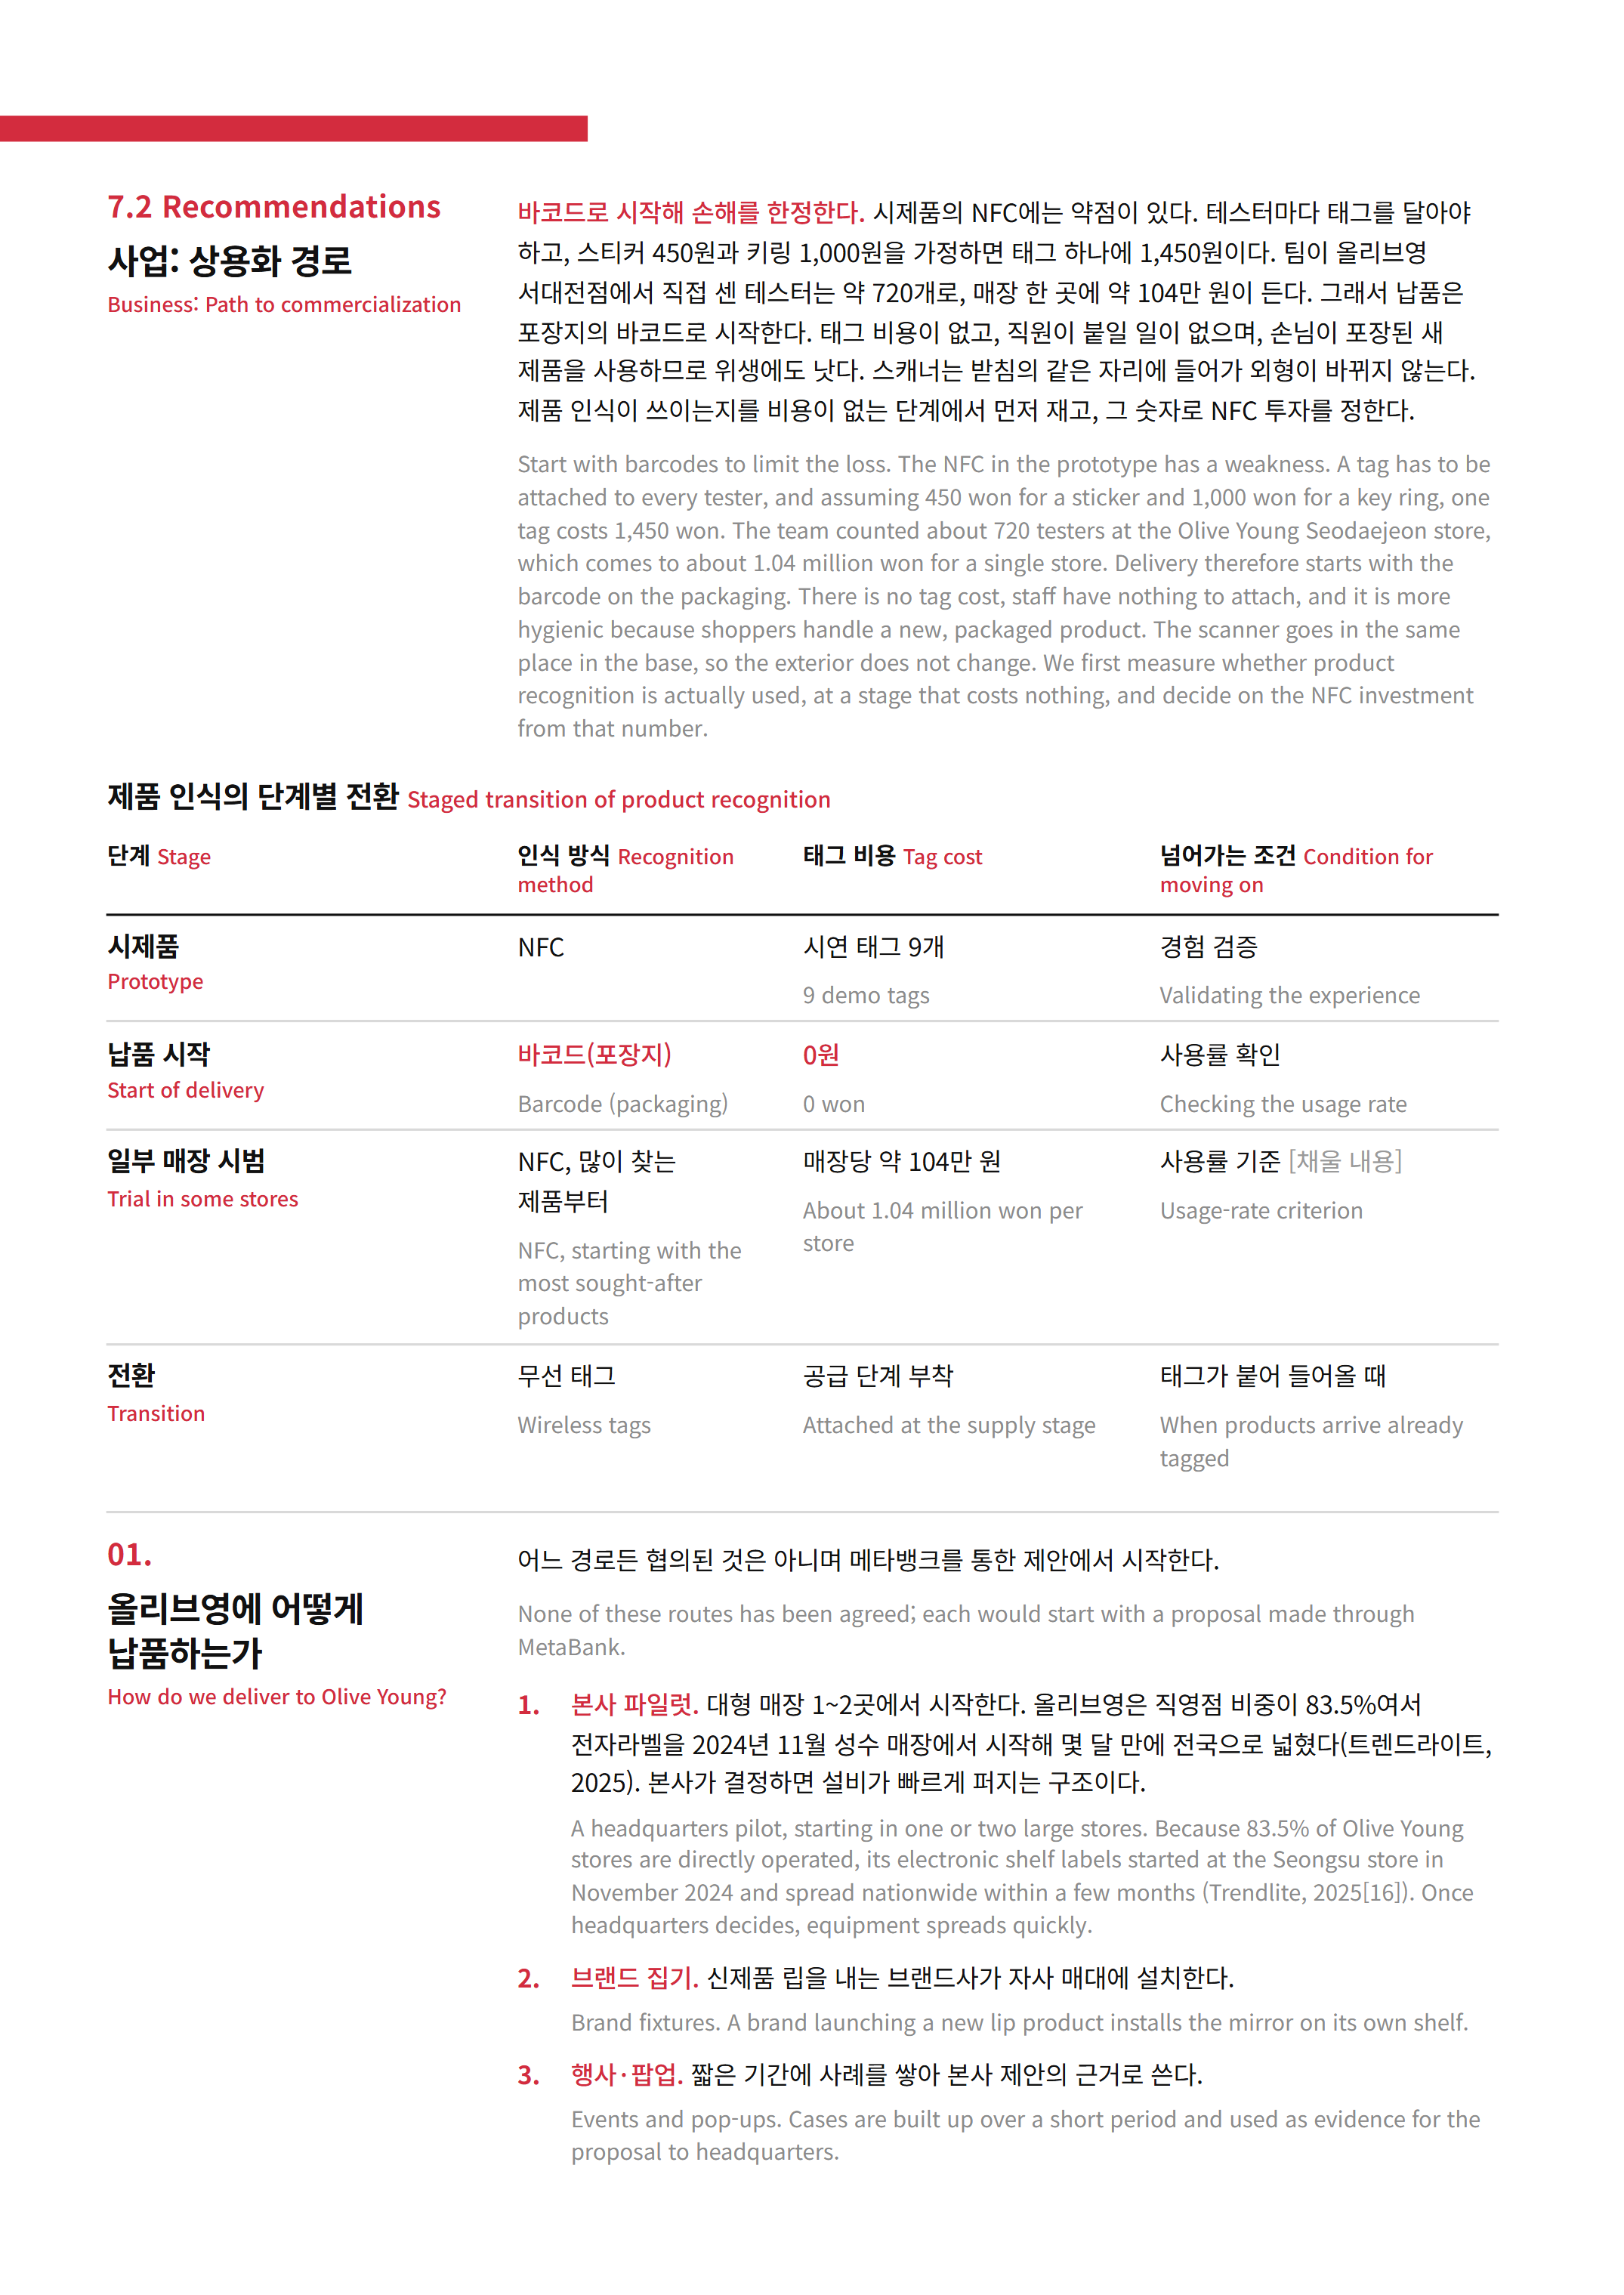 7.2 Recommendations
사업: 상용화 경로
Business: Path to commercialization
바코드로 시작해 손해를 한정한다. 시제품의 NFC에는 약점이 있다. 테스터마다 태그를 달아야
하고, 스티커 450원과 키링 1,000원을 가정하면 태그 하나에 1,450원이다. 팀이 올리브영
서대전점에서 직접 센 테스터는 약 720개로, 매장 한 곳에 약 104만 원이 든다. 그래서 납품은
포장지의 바코드로 시작한다. 태그 비용이 없고, 직원이 붙일 일이 없으며, 손님이 포장된 새
제품을 사용하므로 위생에도 낫다. 스캐너는 받침의 같은 자리에 들어가 외형이 바뀌지 않는다.
제품 인식이 쓰이는지를 비용이 없는 단계에서 먼저 재고, 그 숫자로 NFC 투자를 정한다.
Start with barcodes to limit the loss. The NFC in the prototype has a weakness. A tag has to be
attached to every tester, and assuming 450 won for a sticker and 1,000 won for a key ring, one
tag costs 1,450 won. The team counted about 720 testers at the Olive Young Seodaejeon store,
which comes to about 1.04 million won for a single store. Delivery therefore starts with the
barcode on the packaging. There is no tag cost, staff have nothing to attach, and it is more
hygienic because shoppers handle a new, packaged product. The scanner goes in the same
place in the base, so the exterior does not change. We first measure whether product
recognition is actually used, at a stage that costs nothing, and decide on the NFC investment
from that number.
제품 인식의 단계별 전환 Staged transition of product recognition
단계 Stage
인식 방식 Recognition
method
태그 비용 Tag cost
넘어가는 조건 Condition for
moving on
시제품
Prototype
NFC
시연 태그 9개
9 demo tags
경험 검증
Validating the experience
납품 시작
Start of delivery
바코드(포장지)
Barcode (packaging)
0원
0 won
사용률 확인
Checking the usage rate
일부 매장 시범
Trial in some stores
NFC, 많이 찾는
제품부터
NFC, starting with the
most sought-after
products
매장당 약 104만 원
About 1.04 million won per
store
사용률 기준 [채울 내용]
Usage-rate criterion
전환
Transition
무선 태그
Wireless tags
공급 단계 부착
Attached at the supply stage
태그가 붙어 들어올 때
When products arrive already
tagged
01.
올리브영에 어떻게
납품하는가
How do we deliver to Olive Young?
어느 경로든 협의된 것은 아니며 메타뱅크를 통한 제안에서 시작한다.
None of these routes has been agreed; each would start with a proposal made through
MetaBank.
1. 본사 파일럿. 대형 매장 1~2곳에서 시작한다. 올리브영은 직영점 비중이 83.5%여서
전자라벨을 2024년 11월 성수 매장에서 시작해 몇 달 만에 전국으로 넓혔다(트렌드라이트,
2025). 본사가 결정하면 설비가 빠르게 퍼지는 구조이다.
A headquarters pilot, starting in one or two large stores. Because 83.5% of Olive Young
stores are directly operated, its electronic shelf labels started at the Seongsu store in
November 2024 and spread nationwide within a few months (Trendlite, 2025[16]). Once
headquarters decides, equipment spreads quickly.
2. 브랜드 집기. 신제품 립을 내는 브랜드사가 자사 매대에 설치한다.
Brand fixtures. A brand launching a new lip product installs the mirror on its own shelf.
3. 행사·팝업. 짧은 기간에 사례를 쌓아 본사 제안의 근거로 쓴다.
Events and pop-ups. Cases are built up over a short period and used as evidence for the
proposal to headquarters.